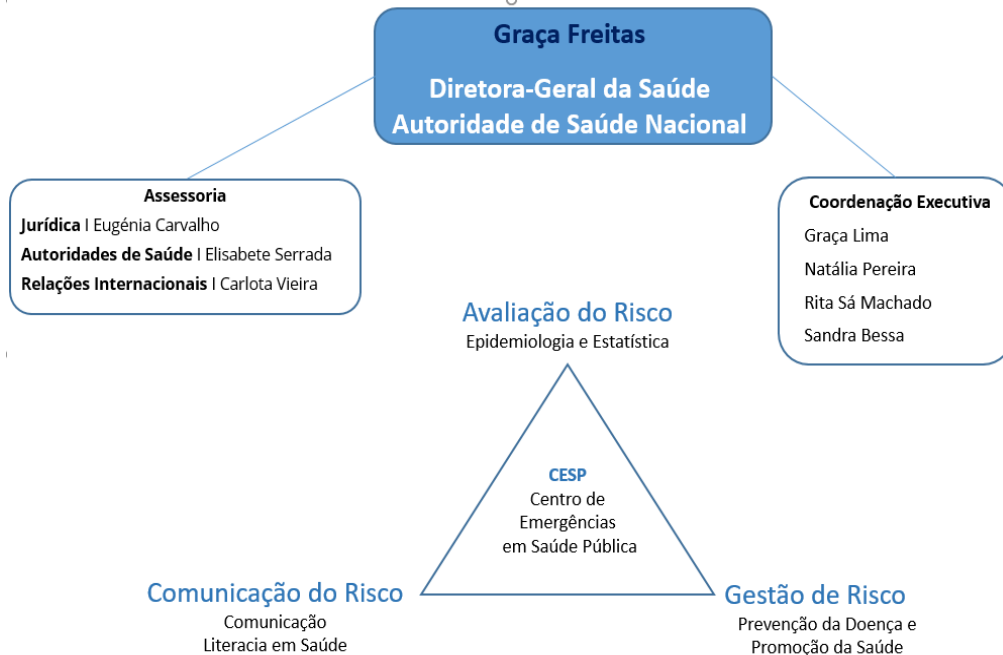 Graça Freitas
Diretora-Geral da Saúde
Autoridade de Saúde Nacional
Assessoria
Jurídica I Eugénia Carvalho
Autoridades de Saúde I Elisabete Serrada
Relações Internacionais I Carlota Vieira
Coordenação Executiva
Graça Lima
Natália Pereira
Rita Sá Machado
Sandra Bessa
Avaliação do Risco
Epidemiologia e Estatística
CESP
Centro de
Emergências
em Saúde Pública
Comunicação do Risco
Comunicação
Literacia em Saúde
Gestão de Risco
Prevenção da Doença e
Promoção da Saúde